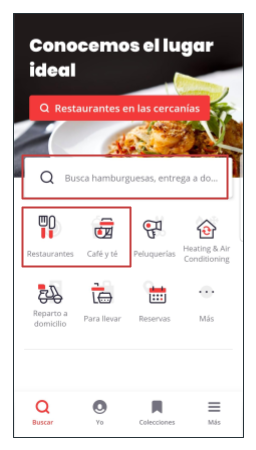 Conocemos el lugar
ideal
Restaurantes en las cercanías
Busca hamburguesas, entrega a do...
Restaurantes
Café y té
Peluquerías
Heating & Air
Conditioning
Reparto a
domicilio
Para llevar
Reservas
Más
Buscar
Yo
Colecciones
Más